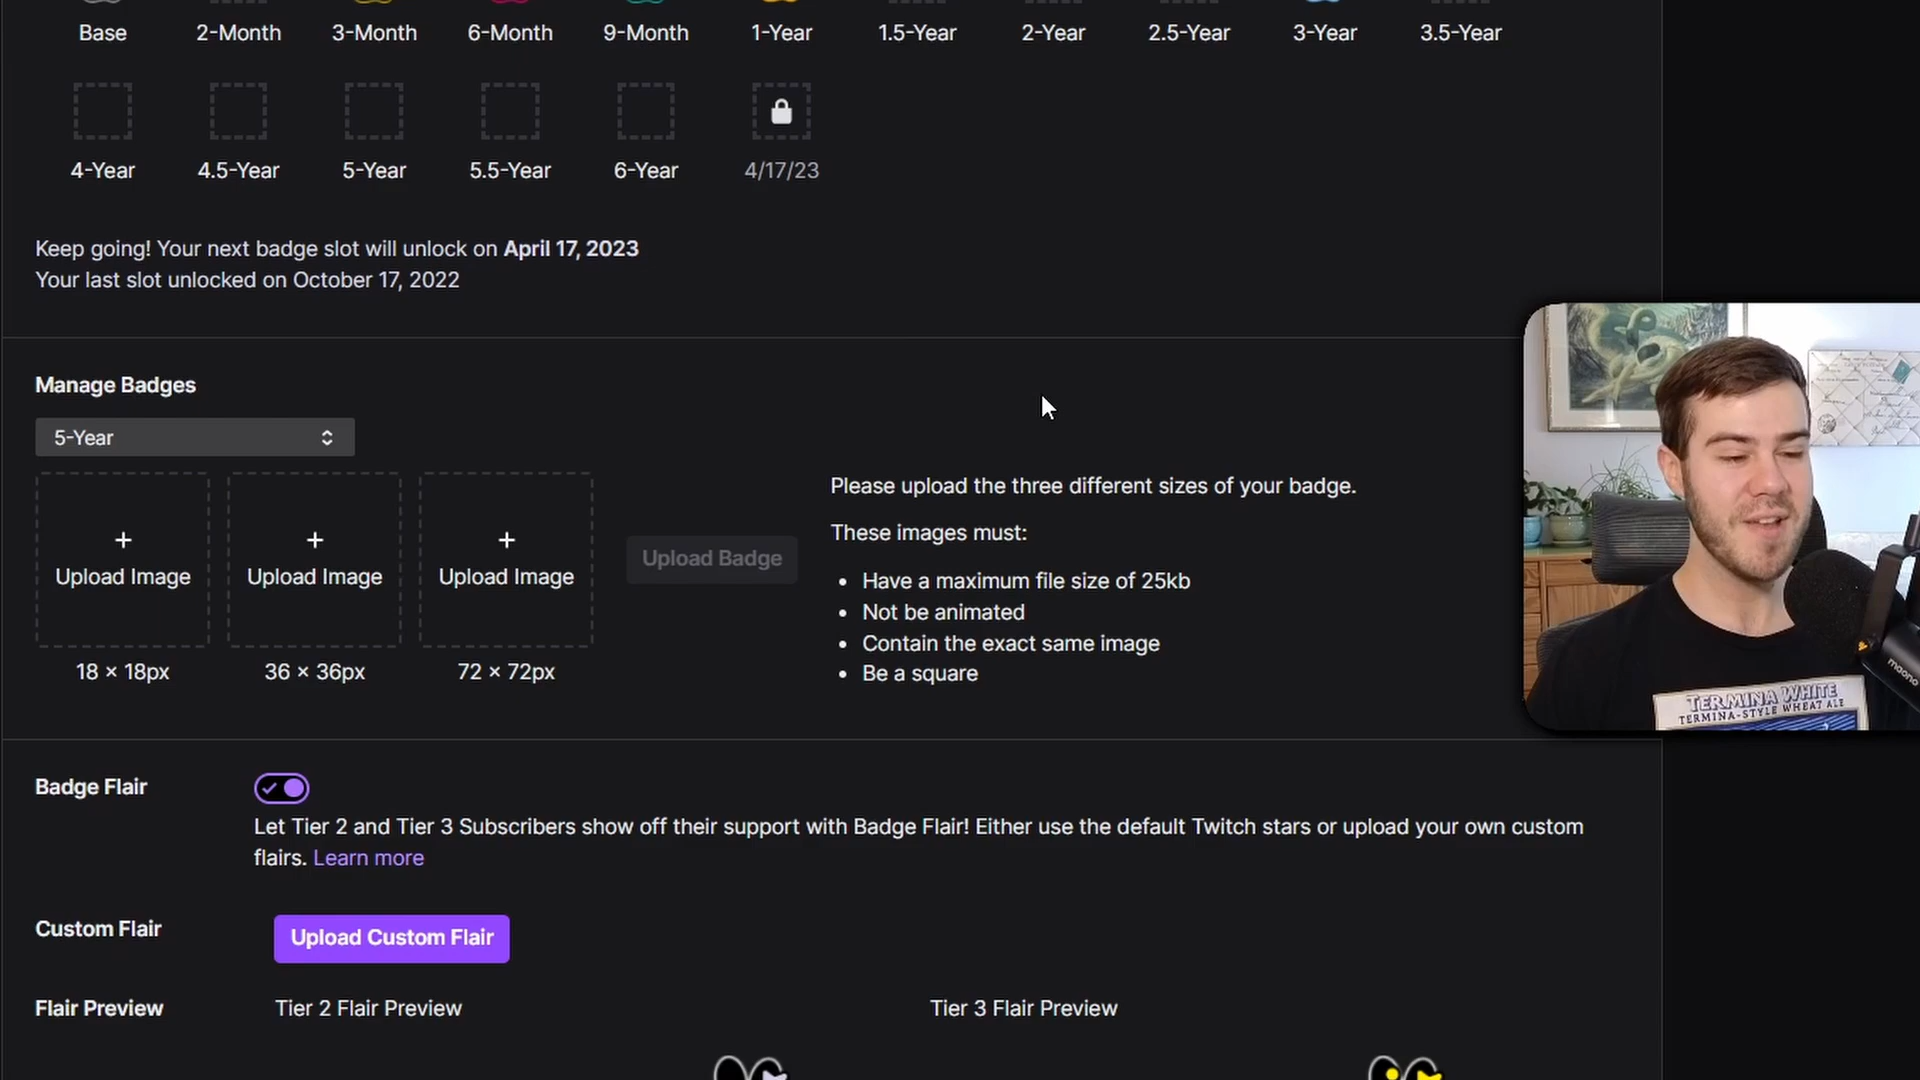 Base 2-Month 3-Month 6-Month 9-Month 1-Year 1.5-Year 2-Year 2.5-Year 3-Year 3.5-Year
4-Year 4.5-Year 5-Year 5.5-Year 6-Year 4/17/23
Keep going! Your next badge slot will unlock on April 17, 2023
Your last slot unlocked on October 17, 2022
Manage Badges
5-Year
+ + +
Upload Image Upload Image Upload Image
18 × 18px 36 × 36px 72 × 72px
Upload Badge
Please upload the three different sizes of your badge.
These images must:
• Have a maximum file size of 25kb
• Not be animated
• Contain the exact same image
• Be a square
maono
TERMINA WHITE
TERMINA-STYLE WHEAT ALE
Badge Flair
Let Tier 2 and Tier 3 Subscribers show off their support with Badge Flair! Either use the default Twitch stars or upload your own custom
flairs. Learn more
Custom Flair Upload Custom Flair
Flair Preview Tier 2 Flair Preview Tier 3 Flair Preview